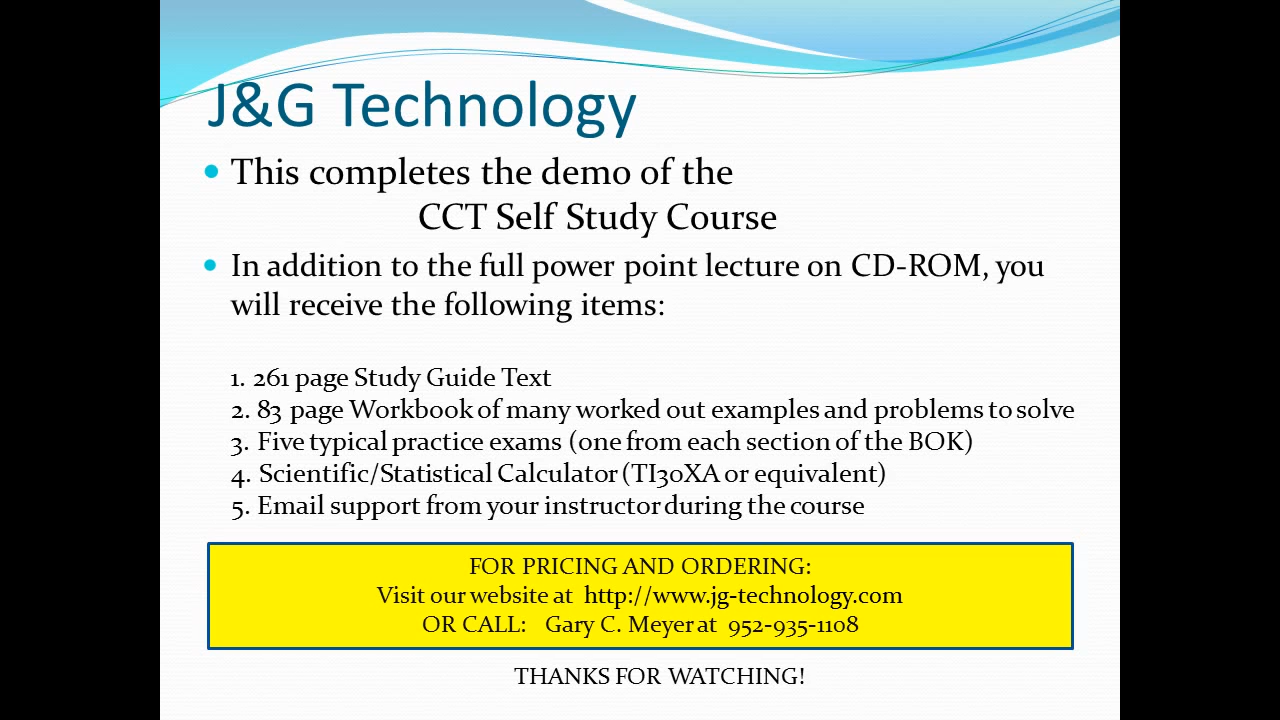 J&G Technology
This completes the demo of the
CCT Self Study Course
In addition to the full power point lecture on CD-ROM, you
will receive the following items:
1. 261 page Study Guide Text
2. 83 page Workbook of many worked out examples and problems to solve
3. Five typical practice exams (one from each section of the BOK)
4. Scientific/Statistical Calculator (TI30XA or equivalent)
5. Email support from your instructor during the course
FOR PRICING AND ORDERING:
Visit our website at http://www.jg-technology.com
OR CALL: Gary C. Meyer at 952-935-1108
THANKS FOR WATCHING!